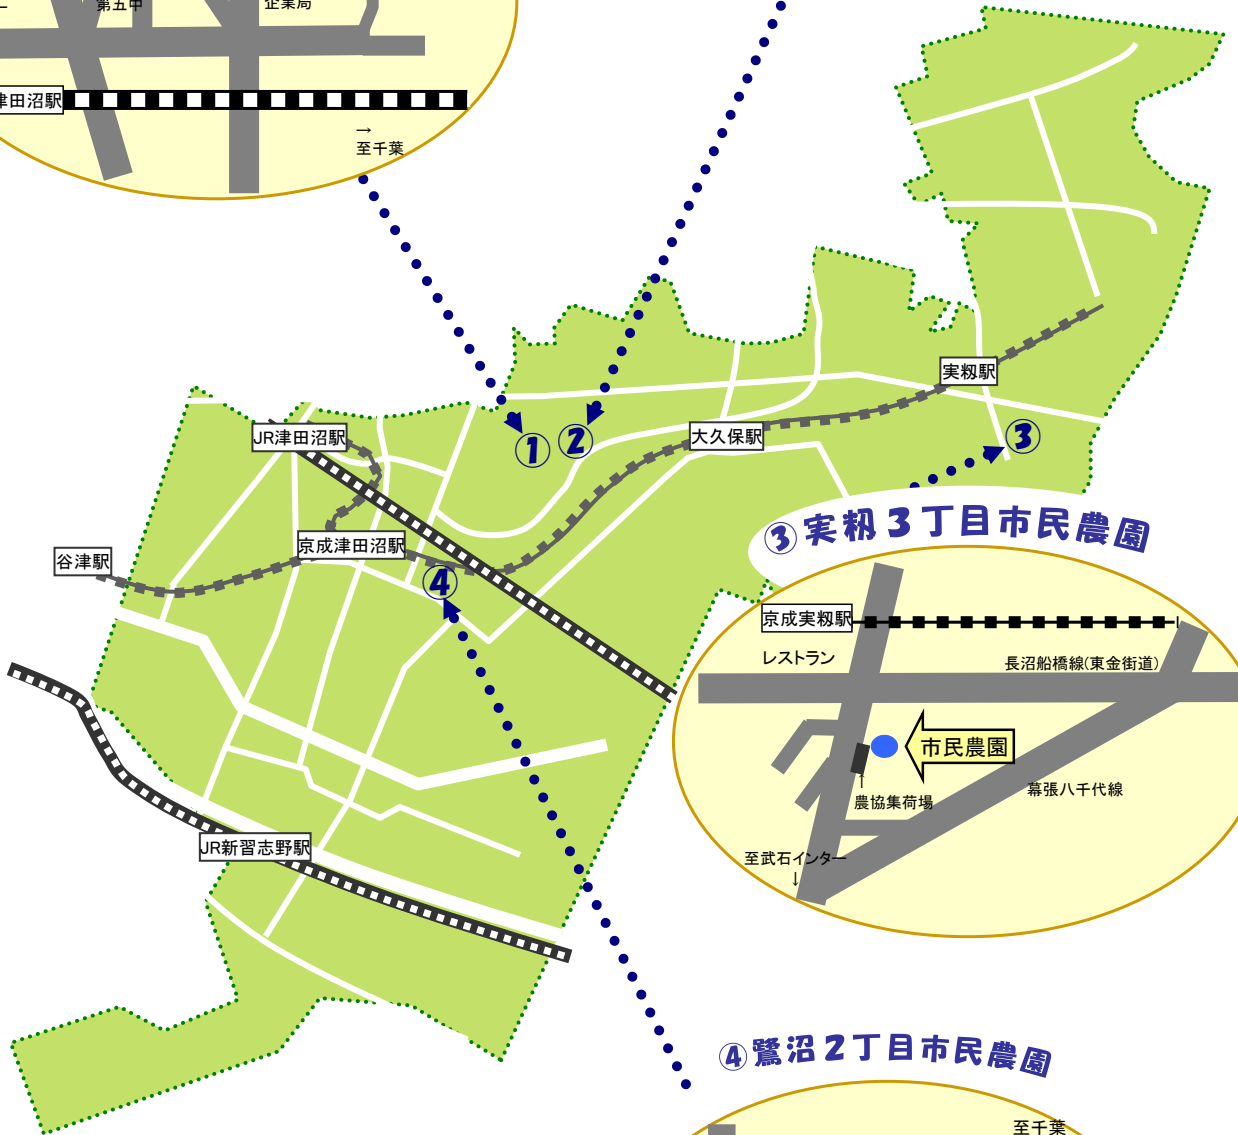 第五中
企業局
津田沼駅
→
至千葉
実籾駅
JR津田沼駅
①
②
大久保駅
③
谷津駅
京成津田沼駅
④
③実籾3丁目市民農園
京成実籾駅
レストラン
長沼船橋線(東金街道)
市民農園
↑
農協集荷場
幕張八千代線
至武石インター
↓
JR新習志野駅
④鷺沼2丁目市民農園
至千葉